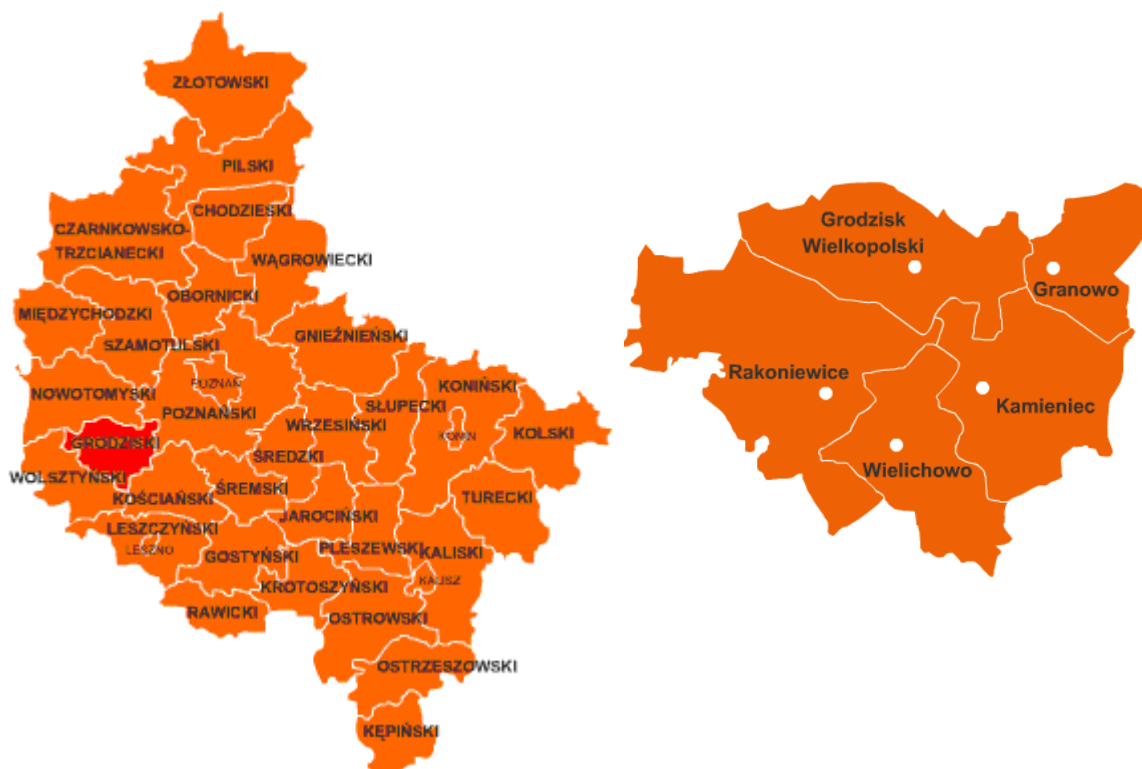 ZŁOTOWSKI
PILSKI
CHODZIESKI
CZARNKOWSKO-
TRZCIANECKI
WĄGROWIECKI
OBORNICKI
MIĘDZYCHODZKI
GNIEŹNIEŃSKI
SZAMOTULSKI
POZNAŃ
KONIŃSKI
NOWOTOMYSKI
SŁUPECKI
POZNAŃSKI
WRZESIŃSKI
KONIN
KOLSKI
GRODZISKI
ŚREDZKI
WOLSZTYŃSKI
ŚREMSKI
KOŚCIAŃSKI
TURECKI
JAROCIŃSKI
LESZCZYŃSKI
LESZNO
GOSTYŃSKI
PLESZEWSKI
KALISKI
KALISZ
KROTOSZYŃSKI
RAWICKI
OSTROWSKI
OSTRZESZOWSKI
KĘPIŃSKI
Grodzisk
Wielkopolski
Granowo
Rakoniewice
Kamieniec
Wielichowo